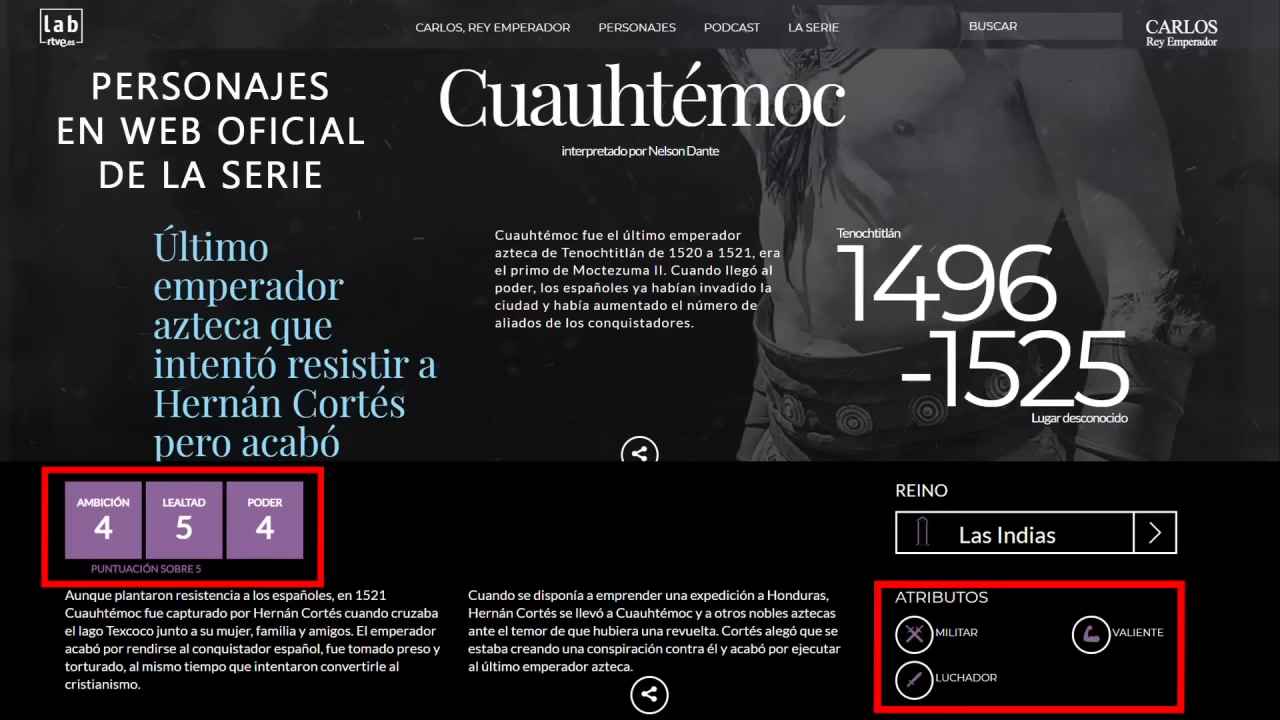 lab
rtve.es
CARLOS, REY EMPERADOR
PERSONAJES
PODCAST
LA SERIE
BUSCAR
CARLOS
Rey Emperador
PERSONAJES
EN WEB OFICIAL
DE LA SERIE
Cuauhtémoc
interpretado por Nelson Dante
Último
emperador
azteca que
intentó resistir a
Hernán Cortés
pero acabó
Cuauhtémoc fue el último emperador
azteca de Tenochtitlán de 1520 a 1521, era
el primo de Moctezuma II. Cuando llegó al
poder, los españoles ya habían invadido la
ciudad y había aumentado el número de
aliados de los conquistadores.
Tenochtitlán
1496
-1525
Lugar desconocido
AMBICIÓN
4
LEALTAD
5
PODER
4
PUNTUACIÓN SOBRE 5
REINO
Las Indias
Aunque plantaron resistencia a los españoles, en 1521
Cuauhtémoc fue capturado por Hernán Cortés cuando cruzaba
el lago Texcoco junto a su mujer, familia y amigos. El emperador
acabó por rendirse al conquistador español, fue tomado preso y
torturado, al mismo tiempo que intentaron convertirle al
cristianismo.
Cuando se disponía a emprender una expedición a Honduras,
Hernán Cortés se llevó a Cuauhtémoc y a otros nobles aztecas
ante el temor de que hubiera una revuelta. Cortés alegó que se
estaba creando una conspiración contra él y acabó por ejecutar
al último emperador azteca.
ATRIBUTOS
MILITAR
VALIENTE
LUCHADOR